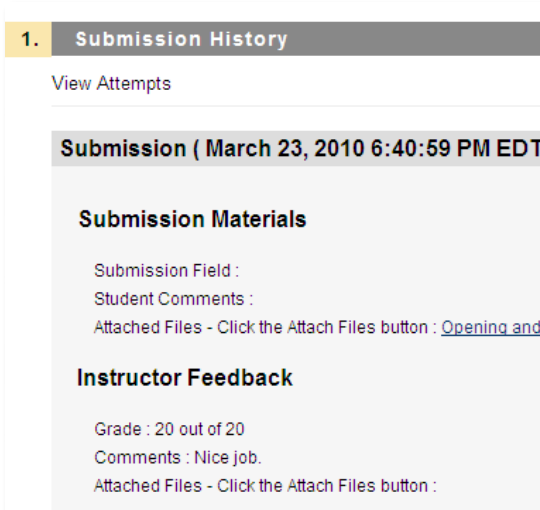 1. Submission History
View Attempts
Submission ( March 23, 2010 6:40:59 PM EDT
Submission Materials
Submission Field :
Student Comments :
Attached Files - Click the Attach Files button : Opening and
Instructor Feedback
Grade : 20 out of 20
Comments : Nice job.
Attached Files - Click the Attach Files button :